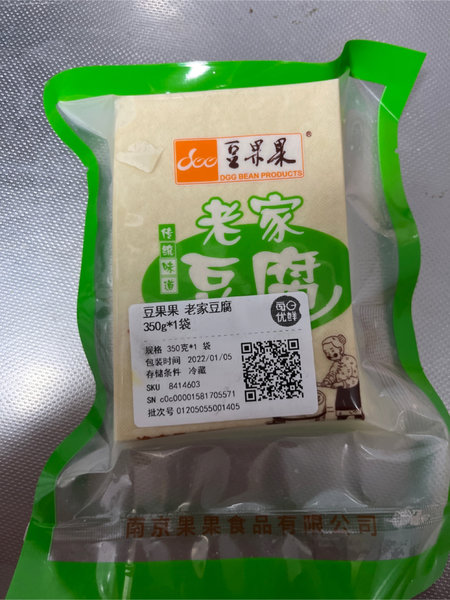 doo 豆果果 ®
DGG BEAN PRODUCTS
老家
豆腐
传统味道
豆果果 老家豆腐
350g*1袋
每日
优鲜
规格 350克*1 袋
包装时间 2022/01/05
存储条件 冷藏
SKU 8414603
SN c0c00001581705571
批次号 01205055001405
南京果果食品有限公司